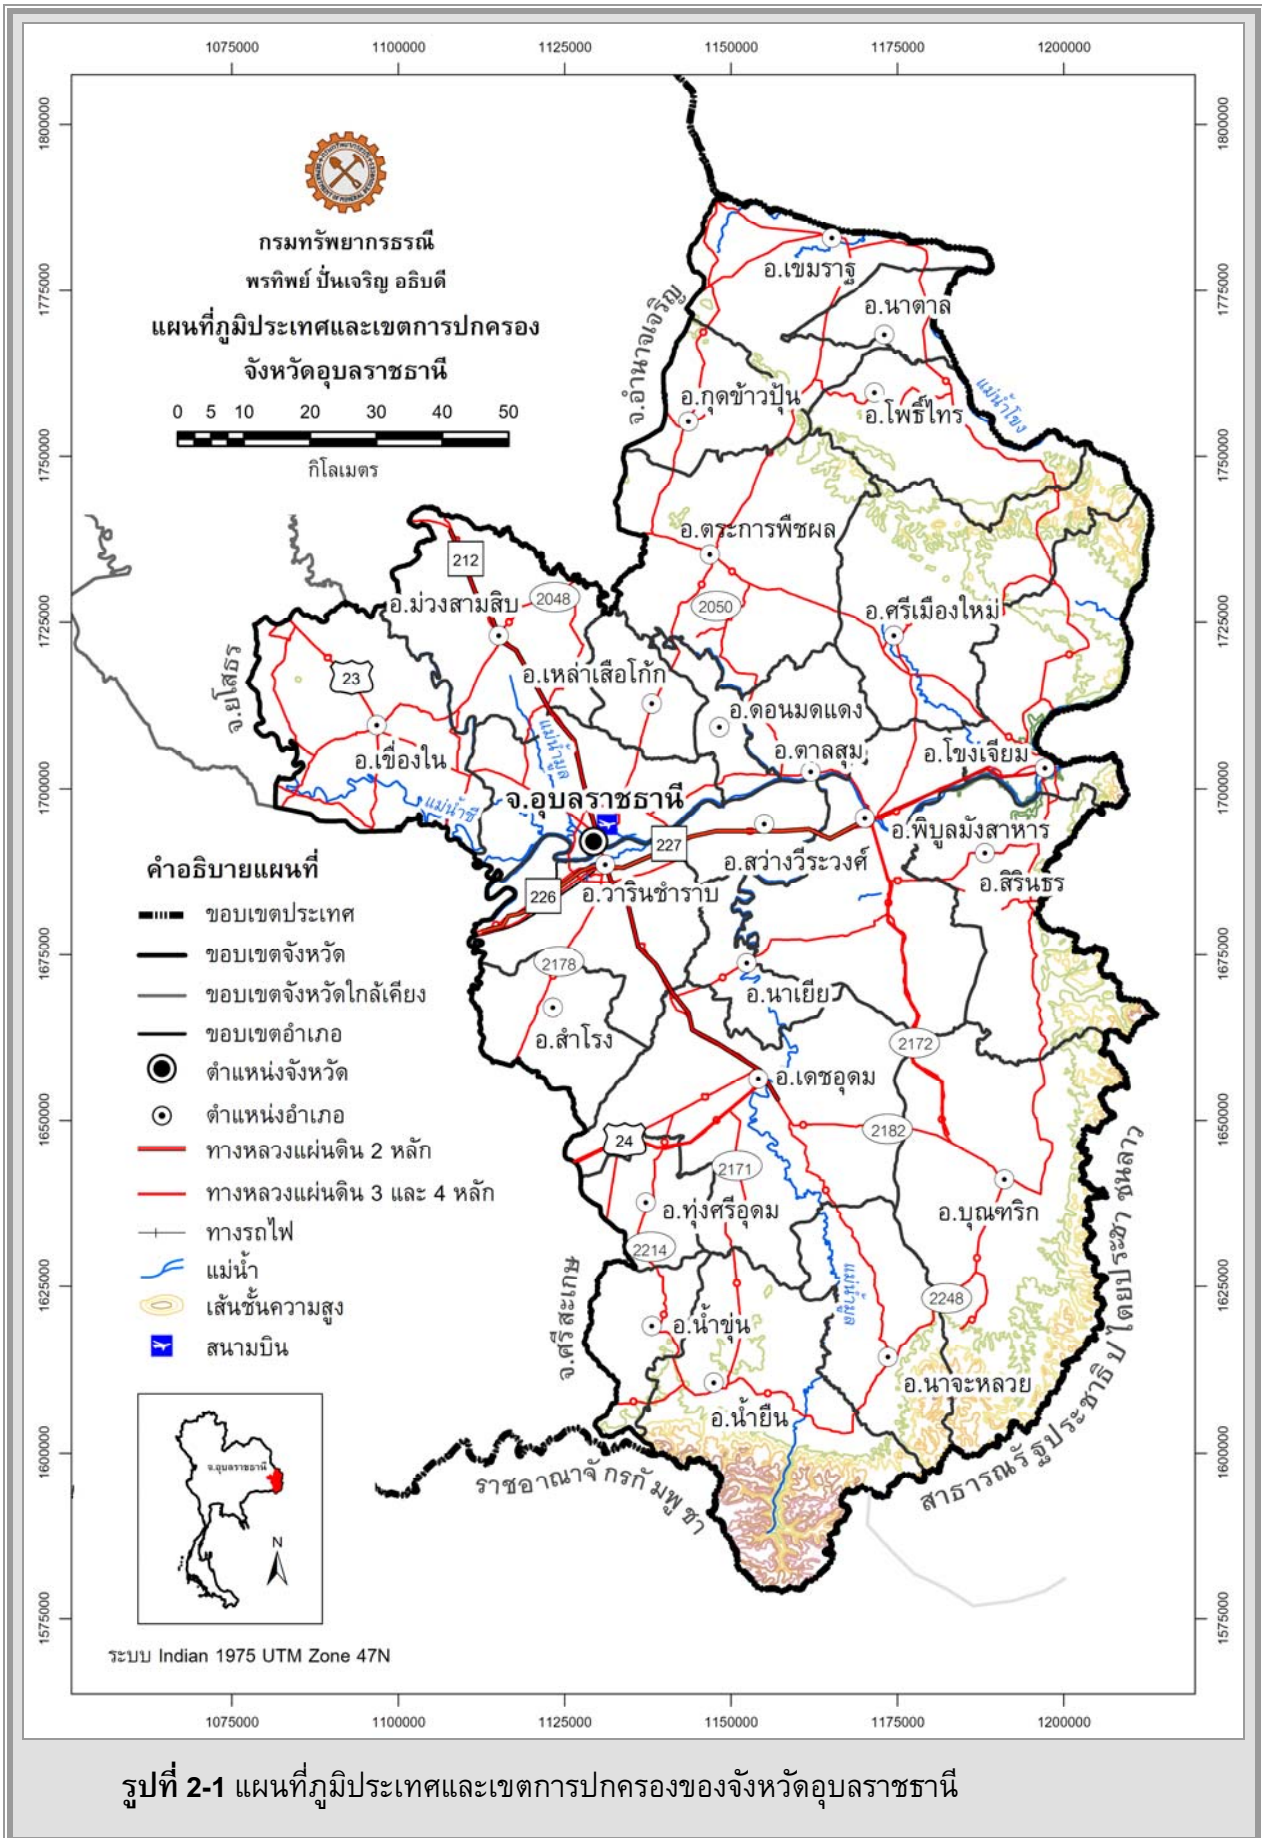 1075000 1100000 1125000 1150000 1175000 1200000
1800000 1800000
กรมทรัพยากรธรณี
พรทิพย์ ปั่นเจริญ อธิบดี
แผนที่ภูมิประเทศและเขตการปกครอง
จังหวัดอุบลราชธานี
0 5 10 20 30 40 50
กิโลเมตร
1775000 1775000
อ.เขมราฐ
อ.นาตาล
จ.อำนาจเจริญ
อ.กุดข้าวปุ้น
อ.โพธิ์ไทร
แม่น้ำโขง
1750000 1750000
อ.ตระการพืชผล
212
อ.ม่วงสามสิบ
2048
2050
อ.ศรีเมืองใหม่
1725000 1725000
จ.ยโสธร
23
อ.เหล่าเสือโก้ก
อ.ดอนมดแดง
อ.เขื่องใน
แม่น้ำมูล
อ.ตาลสุม
อ.โขงเจียม
1700000 1700000
แม่น้ำชี
จ.อุบลราชธานี
227
อ.พิบูลมังสาหาร
อ.สว่างวีระวงศ์
อ.สิรินธร
226
อ.วารินชำราบ
1675000 1675000
2178
อ.นาเยีย
อ.สำโรง
2172
อ.เดชอุดม
1650000 1650000
24
2182
2171
อ.ทุ่งศรีอุดม
อ.บุณฑริก
2214
1625000 1625000
จ.ศรีสะเกษ
แม่น้ำมูล
2248
อ.น้ำขุ่น
อ.นาจะหลวย
อ.น้ำยืน
1600000 1600000
ราชอาณาจักรกัมพูชา
สาธารณรัฐประชาธิปไตยประชาชนลาว
1575000 1575000
คำอธิบายแผนที่
ขอบเขตประเทศ
ขอบเขตจังหวัด
ขอบเขตจังหวัดใกล้เคียง
ขอบเขตอำเภอ
ตำแหน่งจังหวัด
ตำแหน่งอำเภอ
ทางหลวงแผ่นดิน 2 หลัก
ทางหลวงแผ่นดิน 3 และ 4 หลัก
ทางรถไฟ
แม่น้ำ
เส้นชั้นความสูง
สนามบิน
จ.อุบลราชธานี
N
ระบบ Indian 1975 UTM Zone 47N
1075000 1100000 1125000 1150000 1175000 1200000
รูปที่ 2-1 แผนที่ภูมิประเทศและเขตการปกครองของจังหวัดอุบลราชธานี